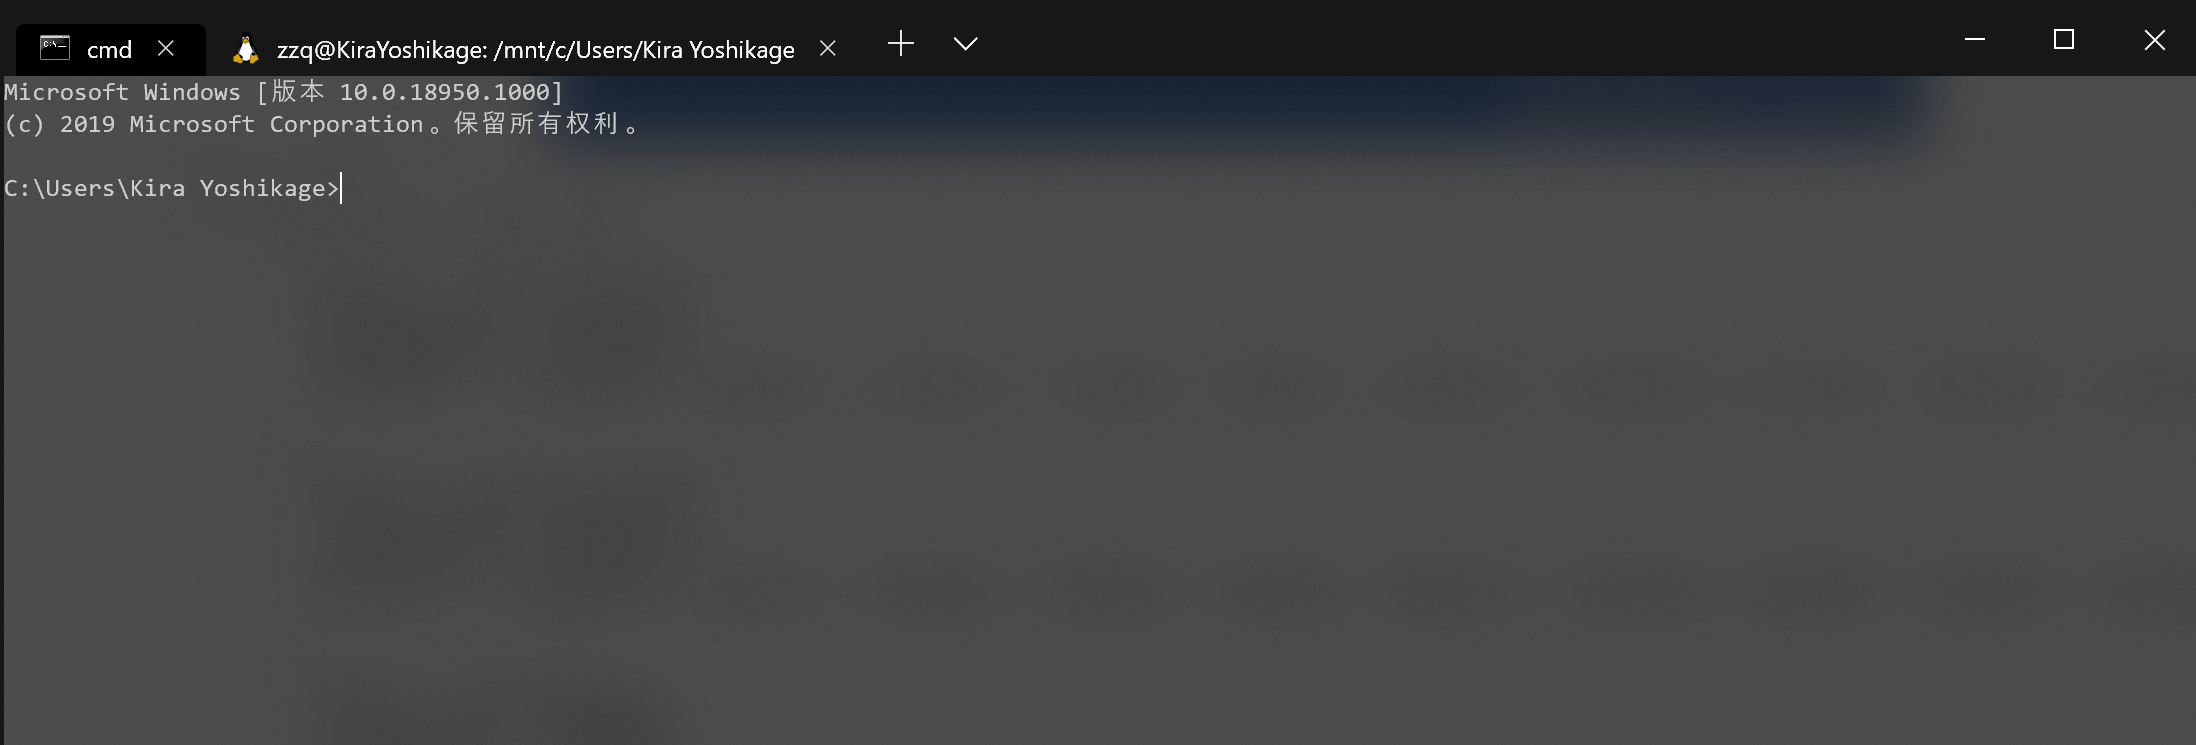 cmd
zzq@KiraYoshikage: /mnt/c/Users/Kira Yoshikage
Microsoft Windows [版本 10.0.18950.1000]
(c) 2019 Microsoft Corporation。保留所有权利。
C:\Users\Kira Yoshikage>